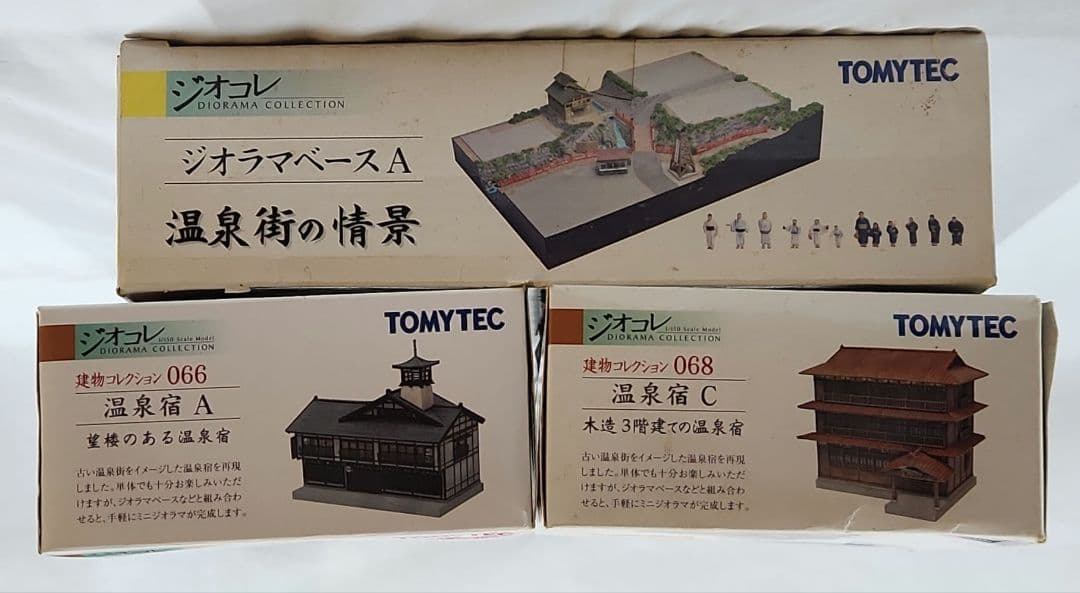 ジオコレ
DIORAMA COLLECTION
TOMYTEC
ジオラマベース A
温泉街の情景
ジオコレ
1/150 Scale Model
DIORAMA COLLECTION
TOMYTEC
建物コレクション 066
温泉宿 A
望楼のある温泉宿
古い温泉街をイメージした温泉宿を再現
しました。単体でも十分お楽しみいただ
けますが、ジオラマベースなどと組み合わ
せると、手軽にミニジオラマが完成します。
ジオコレ
1/150 Scale Model
DIORAMA COLLECTION
TOMYTEC
建物コレクション 068
温泉宿 C
木造3階建ての温泉宿
古い温泉街をイメージした温泉宿を再現
しました。単体でも十分お楽しみいただ
けますが、ジオラマベースなどと組み合わ
せると、手軽にミニジオラマが完成します。